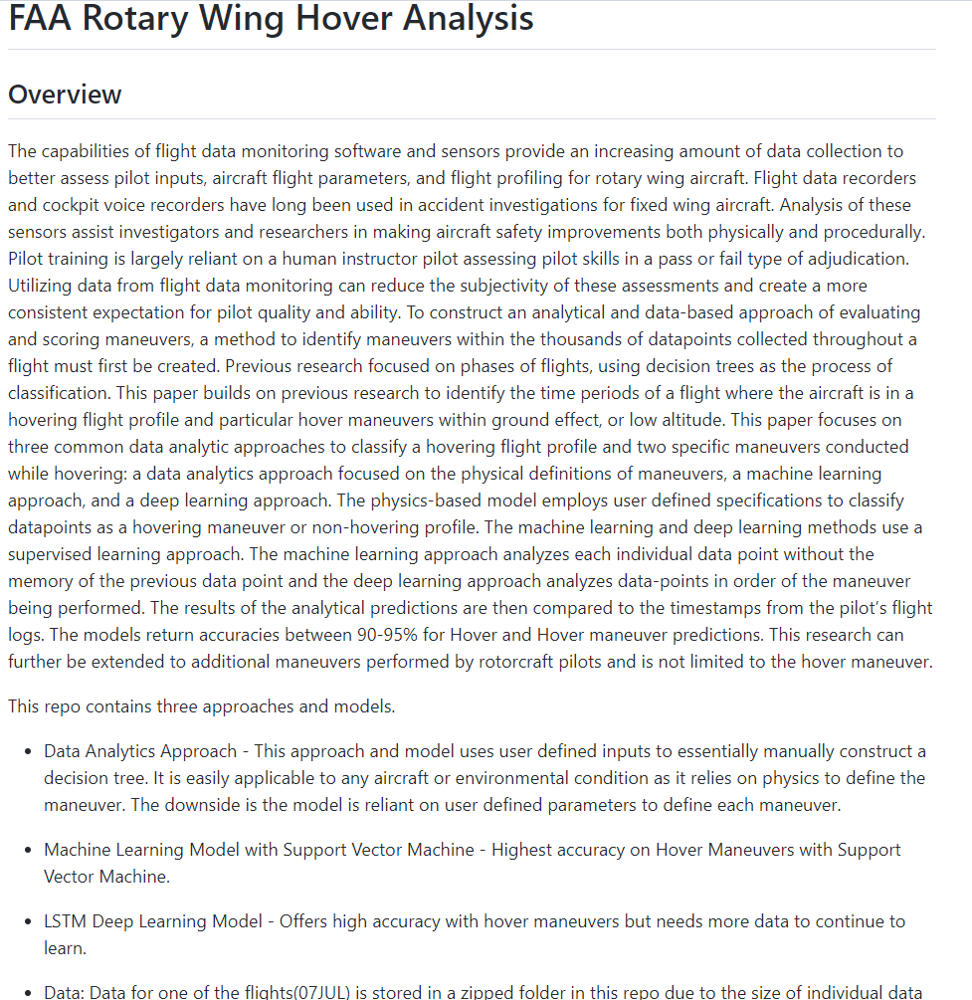 FAA Rotary Wing Hover Analysis
Overview
The capabilities of flight data monitoring software and sensors provide an increasing amount of data collection to
better assess pilot inputs, aircraft flight parameters, and flight profiling for rotary wing aircraft. Flight data recorders
and cockpit voice recorders have long been used in accident investigations for fixed wing aircraft. Analysis of these
sensors assist investigators and researchers in making aircraft safety improvements both physically and procedurally.
Pilot training is largely reliant on a human instructor pilot assessing pilot skills in a pass or fail type of adjudication.
Utilizing data from flight data monitoring can reduce the subjectivity of these assessments and create a more
consistent expectation for pilot quality and ability. To construct an analytical and data-based approach of evaluating
and scoring maneuvers, a method to identify maneuvers within the thousands of datapoints collected throughout a
flight must first be created. Previous research focused on phases of flights, using decision trees as the process of
classification. This paper builds on previous research to identify the time periods of a flight where the aircraft is in a
hovering flight profile and particular hover maneuvers within ground effect, or low altitude. This paper focuses on
three common data analytic approaches to classify a hovering flight profile and two specific maneuvers conducted
while hovering: a data analytics approach focused on the physical definitions of maneuvers, a machine learning
approach, and a deep learning approach. The physics-based model employs user defined specifications to classify
datapoints as a hovering maneuver or non-hovering profile. The machine learning and deep learning methods use a
supervised learning approach. The machine learning approach analyzes each individual data point without the
memory of the previous data point and the deep learning approach analyzes data-points in order of the maneuver
being performed. The results of the analytical predictions are then compared to the timestamps from the pilot’s flight
logs. The models return accuracies between 90-95% for Hover and Hover maneuver predictions. This research can
further be extended to additional maneuvers performed by rotorcraft pilots and is not limited to the hover maneuver.
This repo contains three approaches and models.
• Data Analytics Approach - This approach and model uses user defined inputs to essentially manually construct a
decision tree. It is easily applicable to any aircraft or environmental condition as it relies on physics to define the
maneuver. The downside is the model is reliant on user defined parameters to define each maneuver.
• Machine Learning Model with Support Vector Machine - Highest accuracy on Hover Maneuvers with Support
Vector Machine.
• LSTM Deep Learning Model - Offers high accuracy with hover maneuvers but needs more data to continue to
learn.
• Data: Data for one of the flights(07JUL) is stored in a zipped folder in this repo due to the size of individual data